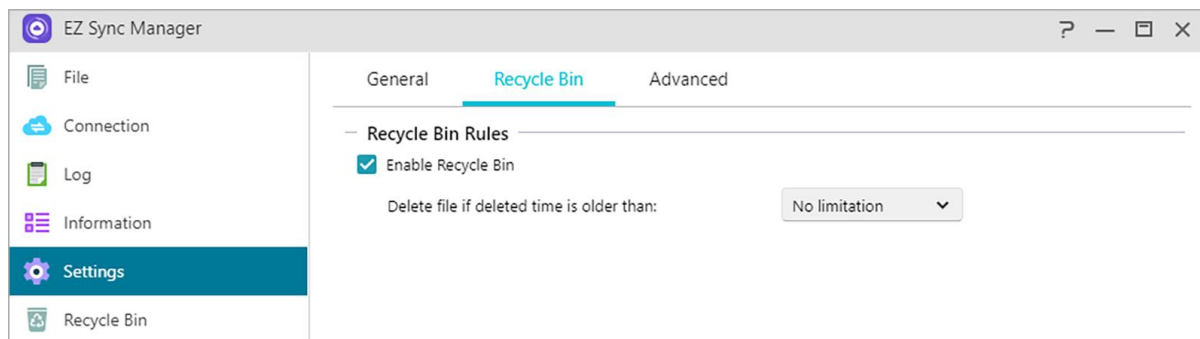 EZ Sync Manager
File
Connection
Log
Information
Settings
Recycle Bin
General Recycle Bin Advanced
Recycle Bin Rules
Enable Recycle Bin
Delete file if deleted time is older than: No limitation